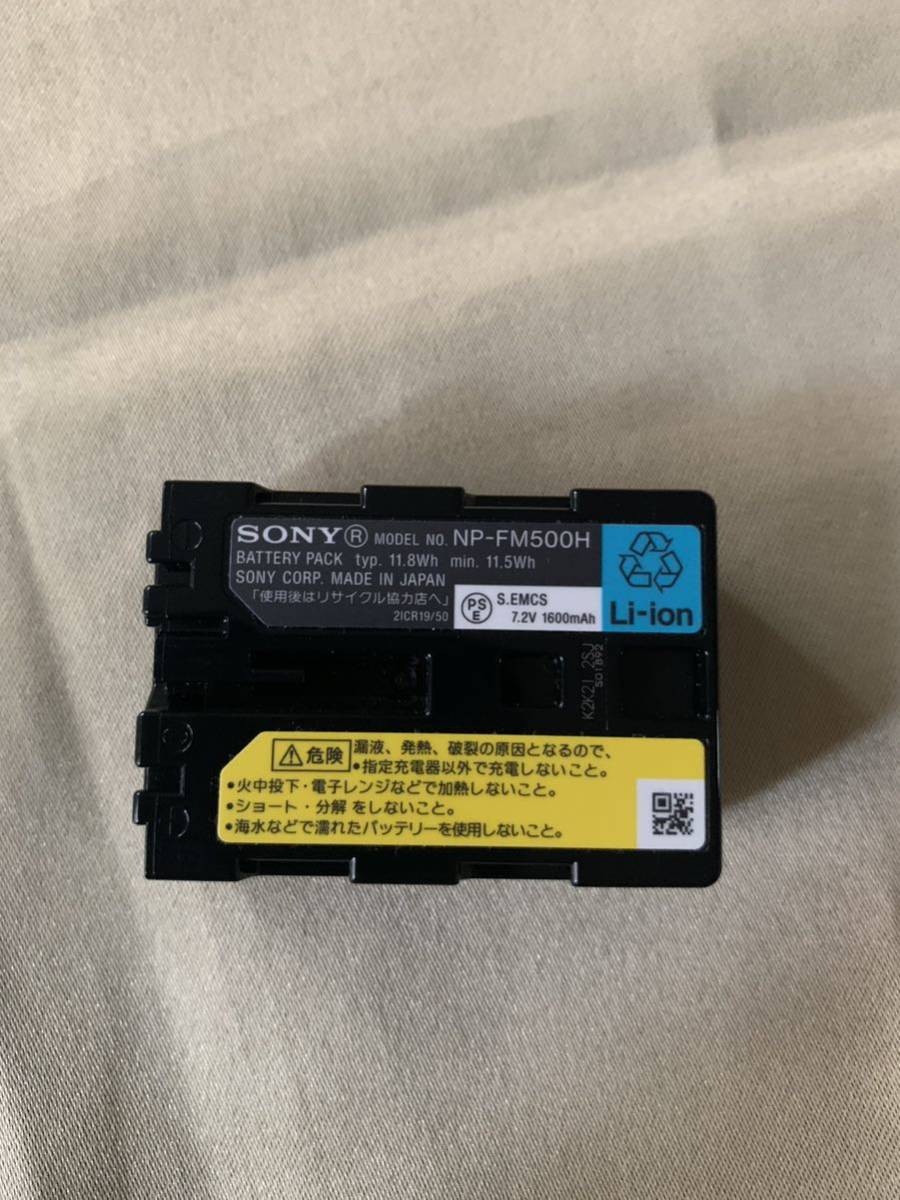 SONY® MODEL NO. NP-FM500H
BATTERY PACK typ. 11.8Wh min. 11.5Wh
SONY CORP. MADE IN JAPAN
「使用後はリサイクル協力店へ」
2ICR19/50
PS
E
S.EMCS
7.2V 1600mAh
Li-ion
K2K21 2SJ
501892
⚠危険 漏液、発熱、破裂の原因となるので、
•指定充電器以外で充電しないこと。
•火中投下・電子レンジなどで加熱しないこと。
•ショート・分解 をしないこと。
•海水などで濡れたバッテリーを使用しないこと。